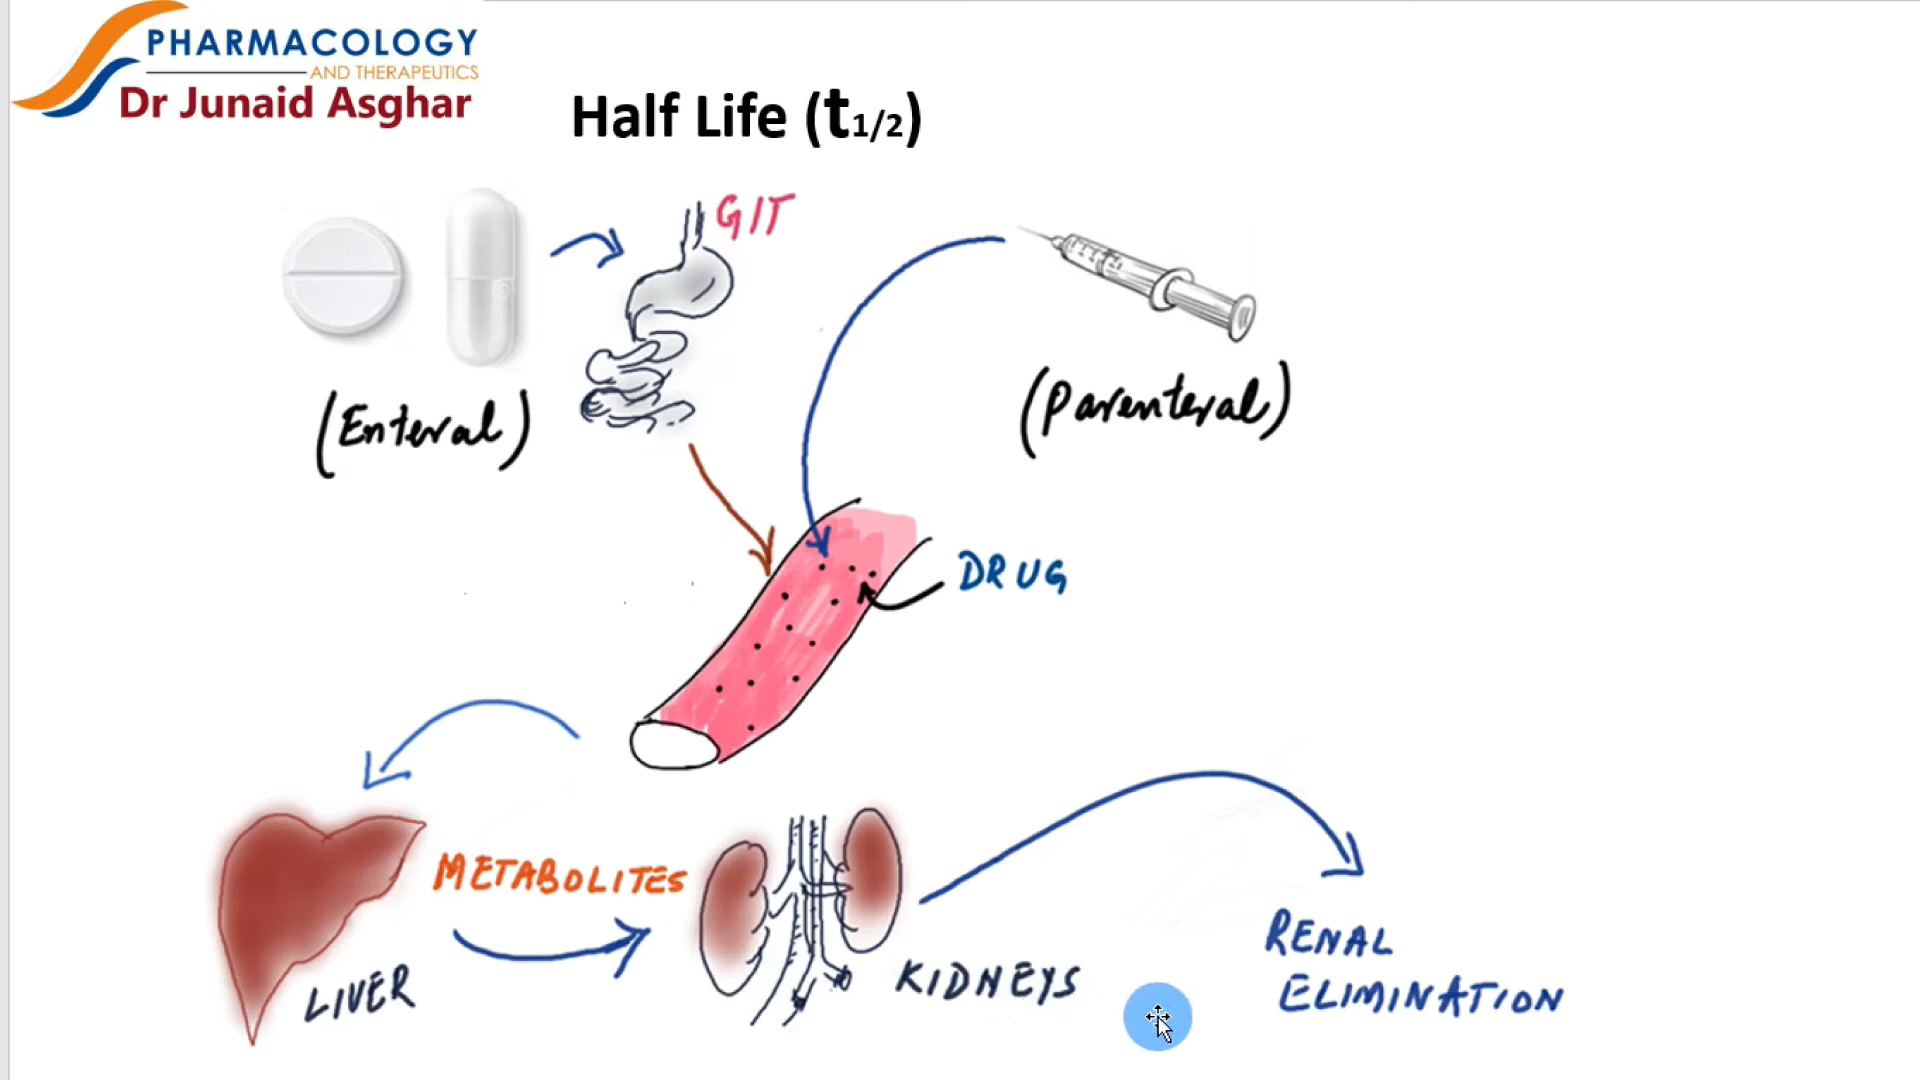 PHARMACOLOGY
AND THERAPEUTICS
Dr Junaid Asghar
Half Life (t1/2)
GIT
(Enteral)
(Parenteral)
DRUG
METABOLITES
LIVER
KIDNEYS
RENAL
ELIMINATION